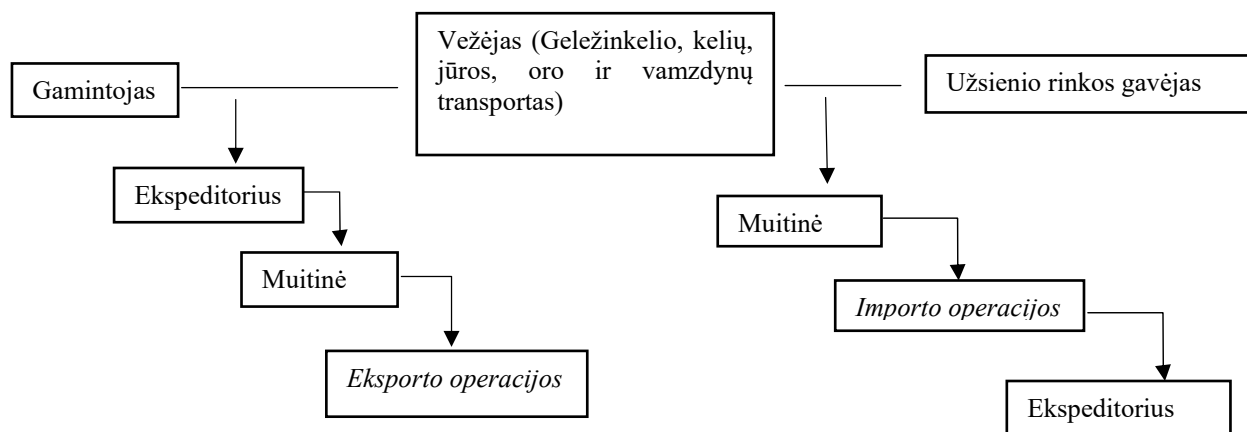 Vežėjas (Geležinkelio, kelių,
jūros, oro ir vamzdynų
transportas)
Gamintojas
Užsienio rinkos gavėjas
Ekspeditorius
Muitinė
Muitinė
Importo operacijos
Eksporto operacijos
Ekspeditorius